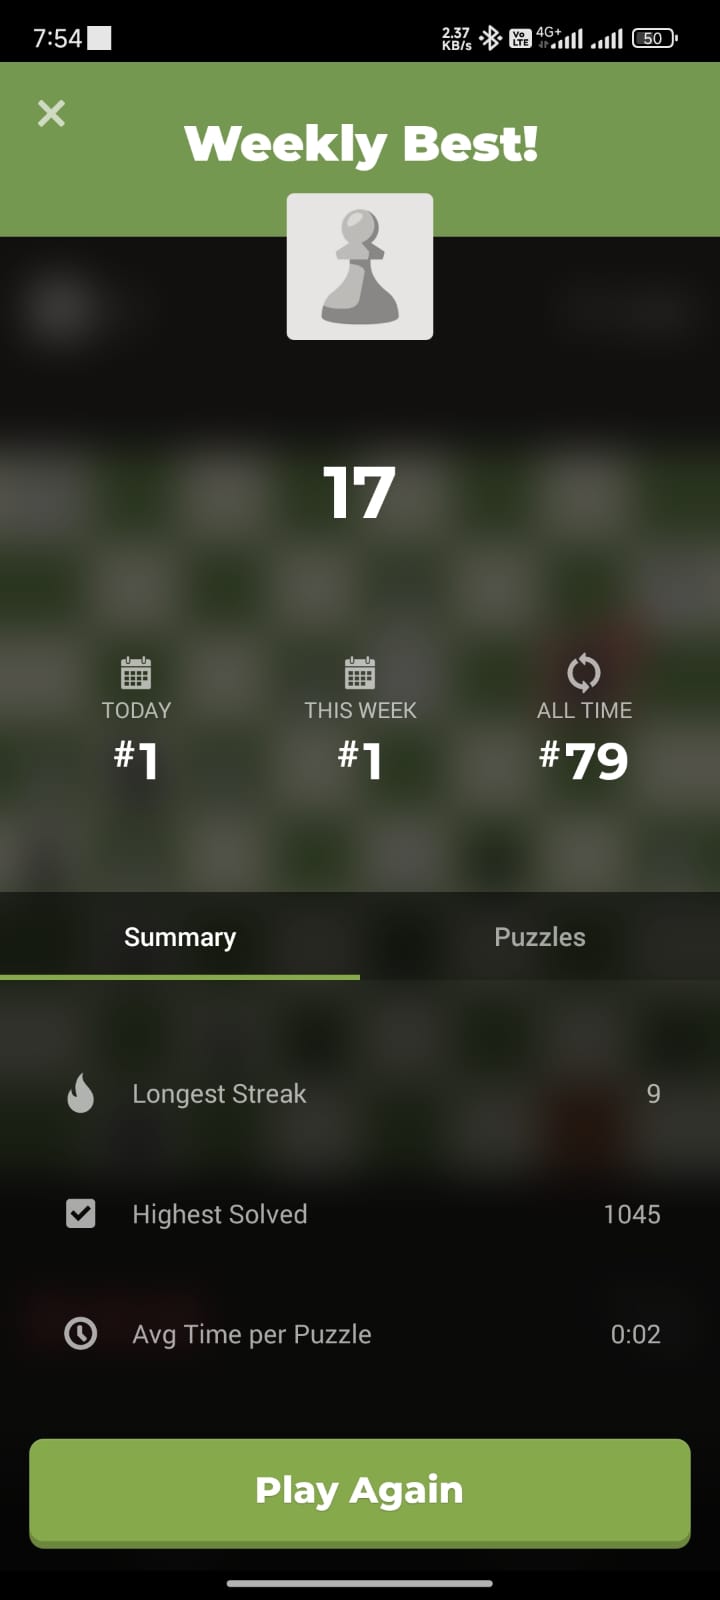 7:54 2.37 KB/s Vo LTE 4G+ 50
Weekly Best!
17
TODAY THIS WEEK ALL TIME
#1 #1 #79
Summary Puzzles
Longest Streak 9
Highest Solved 1045
Avg Time per Puzzle 0:02
Play Again